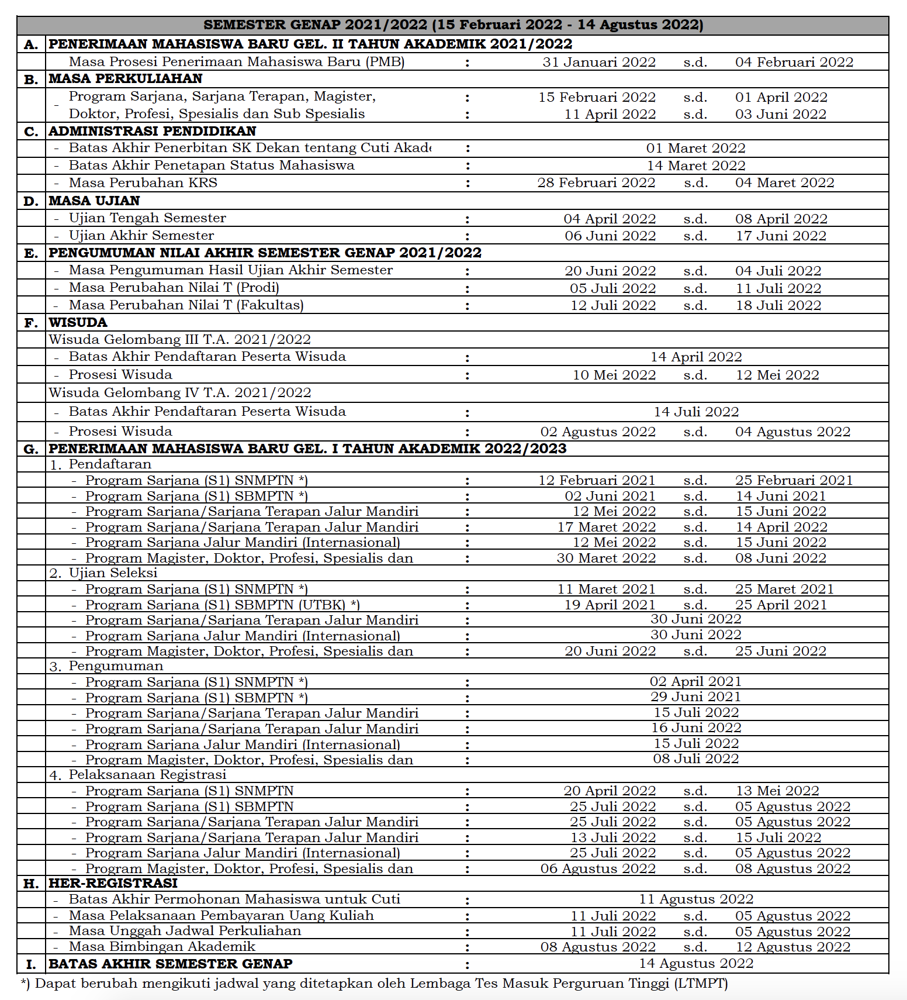 SEMESTER GENAP 2021/2022 (15 Februari 2022 - 14 Agustus 2022)
A. PENERIMAAN MAHASISWA BARU GEL. II TAHUN AKADEMIK 2021/2022
Masa Prosesi Penerimaan Mahasiswa Baru (PMB) : 31 Januari 2022 s.d. 04 Februari 2022
B. MASA PERKULIAHAN
- Program Sarjana, Sarjana Terapan, Magister, : 15 Februari 2022 s.d. 01 April 2022
Doktor, Profesi, Spesialis dan Sub Spesialis : 11 April 2022 s.d. 03 Juni 2022
C. ADMINISTRASI PENDIDIKAN
- Batas Akhir Penerbitan SK Dekan tentang Cuti Akade : 01 Maret 2022
- Batas Akhir Penetapan Status Mahasiswa : 14 Maret 2022
- Masa Perubahan KRS : 28 Februari 2022 s.d. 04 Maret 2022
D. MASA UJIAN
- Ujian Tengah Semester : 04 April 2022 s.d. 08 April 2022
- Ujian Akhir Semester : 06 Juni 2022 s.d. 17 Juni 2022
E. PENGUMUMAN NILAI AKHIR SEMESTER GENAP 2021/2022
- Masa Pengumuman Hasil Ujian Akhir Semester : 20 Juni 2022 s.d. 04 Juli 2022
- Masa Perubahan Nilai T (Prodi) : 05 Juli 2022 s.d. 11 Juli 2022
- Masa Perubahan Nilai T (Fakultas) : 12 Juli 2022 s.d. 18 Juli 2022
F. WISUDA
Wisuda Gelombang III T.A. 2021/2022
- Batas Akhir Pendaftaran Peserta Wisuda : 14 April 2022
- Prosesi Wisuda : 10 Mei 2022 s.d. 12 Mei 2022
Wisuda Gelombang IV T.A. 2021/2022
- Batas Akhir Pendaftaran Peserta Wisuda : 14 Juli 2022
- Prosesi Wisuda : 02 Agustus 2022 s.d. 04 Agustus 2022
G. PENERIMAAN MAHASISWA BARU GEL. I TAHUN AKADEMIK 2022/2023
1. Pendaftaran
- Program Sarjana (S1) SNMPTN *) : 12 Februari 2021 s.d. 25 Februari 2021
- Program Sarjana (S1) SBMPTN *) : 02 Juni 2021 s.d. 14 Juni 2021
- Program Sarjana/Sarjana Terapan Jalur Mandiri : 12 Mei 2022 s.d. 15 Juni 2022
- Program Sarjana/Sarjana Terapan Jalur Mandiri : 17 Maret 2022 s.d. 14 April 2022
- Program Sarjana Jalur Mandiri (Internasional) : 12 Mei 2022 s.d. 15 Juni 2022
- Program Magister, Doktor, Profesi, Spesialis dan : 30 Maret 2022 s.d. 08 Juni 2022
2. Ujian Seleksi
- Program Sarjana (S1) SNMPTN *) : 11 Maret 2021 s.d. 25 Maret 2021
- Program Sarjana (S1) SBMPTN (UTBK) *) : 19 April 2021 s.d. 25 April 2021
- Program Sarjana/Sarjana Terapan Jalur Mandiri : 30 Juni 2022
- Program Sarjana Jalur Mandiri (Internasional) : 30 Juni 2022
- Program Magister, Doktor, Profesi, Spesialis dan : 20 Juni 2022 s.d. 25 Juni 2022
3. Pengumuman
- Program Sarjana (S1) SNMPTN *) : 02 April 2021
- Program Sarjana (S1) SBMPTN *) : 29 Juni 2021
- Program Sarjana/Sarjana Terapan Jalur Mandiri : 15 Juli 2022
- Program Sarjana/Sarjana Terapan Jalur Mandiri : 16 Juni 2022
- Program Sarjana Jalur Mandiri (Internasional) : 15 Juli 2022
- Program Magister, Doktor, Profesi, Spesialis dan : 08 Juli 2022
4. Pelaksanaan Registrasi
- Program Sarjana (S1) SNMPTN : 20 April 2022 s.d. 13 Mei 2022
- Program Sarjana (S1) SBMPTN : 25 Juli 2022 s.d. 05 Agustus 2022
- Program Sarjana/Sarjana Terapan Jalur Mandiri : 25 Juli 2022 s.d. 05 Agustus 2022
- Program Sarjana/Sarjana Terapan Jalur Mandiri : 13 Juli 2022 s.d. 15 Juli 2022
- Program Sarjana Jalur Mandiri (Internasional) : 25 Juli 2022 s.d. 05 Agustus 2022
- Program Magister, Doktor, Profesi, Spesialis dan : 06 Agustus 2022 s.d. 08 Agustus 2022
H. HER-REGISTRASI
- Batas Akhir Permohonan Mahasiswa untuk Cuti : 11 Agustus 2022
- Masa Pelaksanaan Pembayaran Uang Kuliah : 11 Juli 2022 s.d. 05 Agustus 2022
- Masa Unggah Jadwal Perkuliahan : 11 Juli 2022 s.d. 05 Agustus 2022
- Masa Bimbingan Akademik : 08 Agustus 2022 s.d. 12 Agustus 2022
I. BATAS AKHIR SEMESTER GENAP : 14 Agustus 2022
*) Dapat berubah mengikuti jadwal yang ditetapkan oleh Lembaga Tes Masuk Perguruan Tinggi (LTMPT)